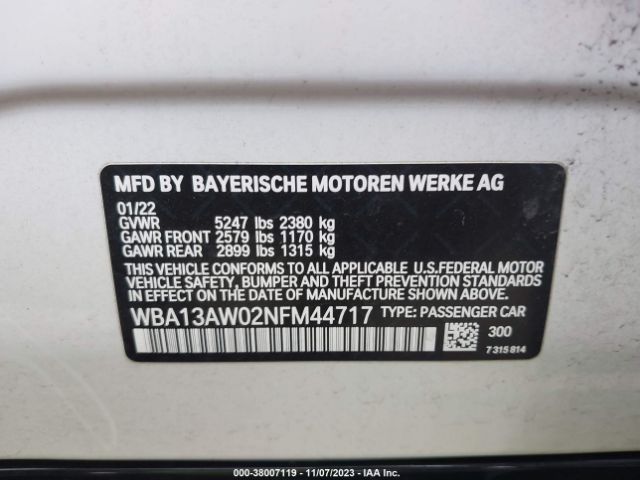 MFD BY BAYERISCHE MOTOREN WERKE AG
01/22
GVWR 5247 lbs 2380 kg
GAWR FRONT 2579 lbs 1170 kg
GAWR REAR 2899 lbs 1315 kg
THIS VEHICLE CONFORMS TO ALL APPLICABLE U.S.FEDERAL MOTOR
VEHICLE SAFETY, BUMPER, AND THEFT PREVENTION STANDARDS
IN EFFECT ON THE DATE OF MANUFACTURE SHOWN ABOVE.
WBA13AW02NFM44717 TYPE: PASSENGER CAR
300
7 315 814
000-38007119 - 11/07/2023 - IAA Inc.